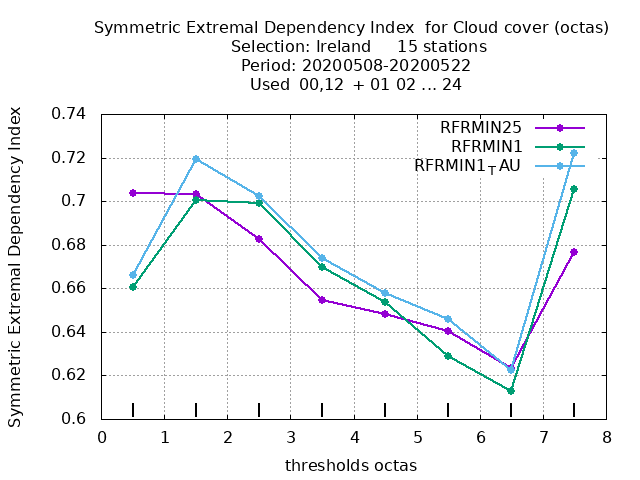 Symmetric Extremal Dependency Index for Cloud cover (octas)
Selection: Ireland 15 stations
Period: 20200508-20200522
Used 00,12 + 01 02 ... 24
Symmetric Extremal Dependency Index
0.74
0.72
0.7
0.68
0.66
0.64
0.62
0.6
RFRMIN25
RFRMIN1
RFRMIN1TAU
0 1 2 3 4 5 6 7 8
thresholds octas